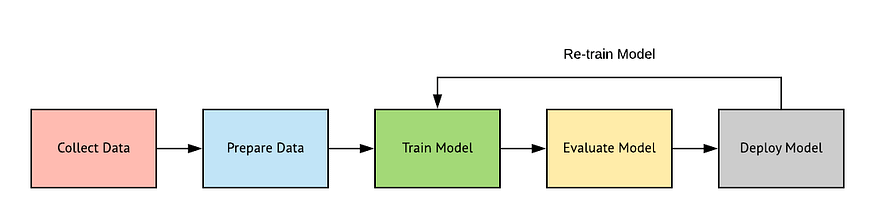 Re-train Model
Collect Data
Prepare Data
Train Model
Evaluate Model
Deploy Model